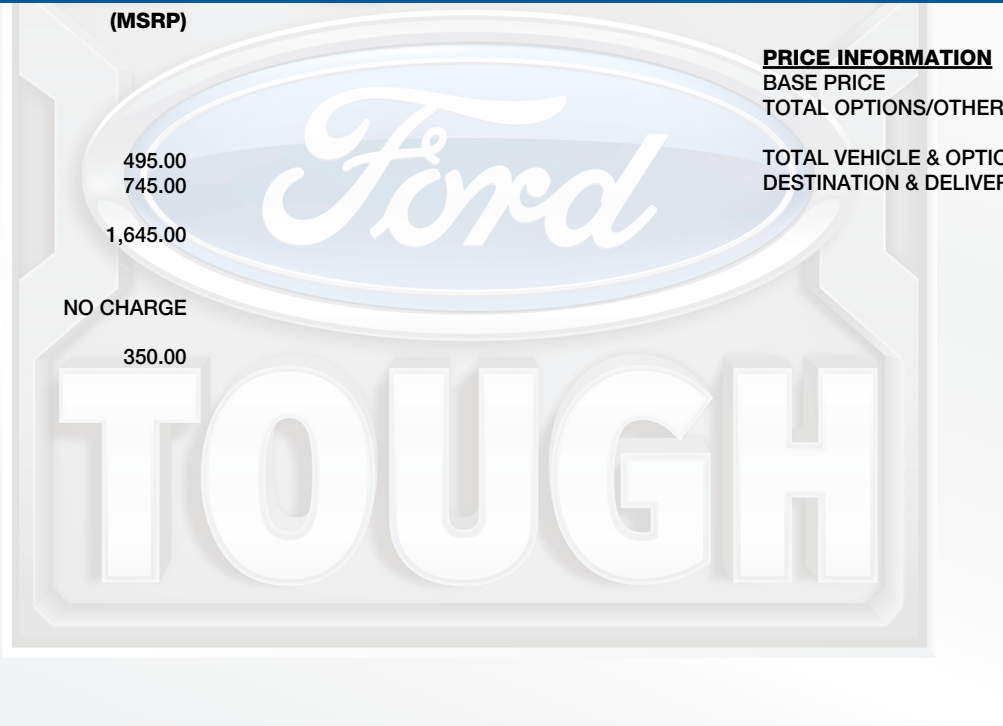 (MSRP)
495.00
745.00
1,645.00
NO CHARGE
350.00
PRICE INFORMATION
BASE PRICE
TOTAL OPTIONS/OTHER
TOTAL VEHICLE & OPTIO
DESTINATION & DELIVER
Ford
TOUGH